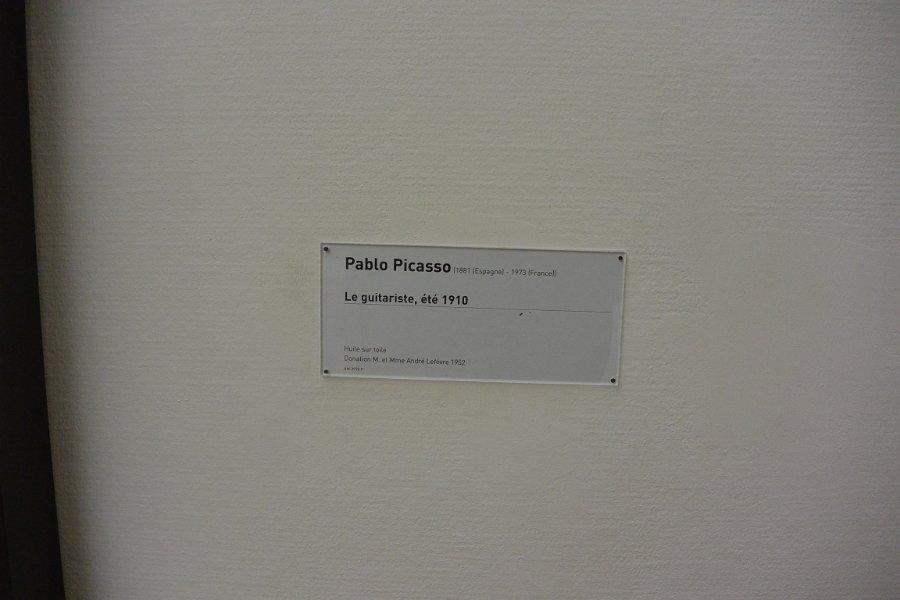 Pablo Picasso (1881 (Espagne) - 1973 (France))
Le guitariste, été 1910
Huile sur toile
Donation M. et Mme André Lefèvre 1952